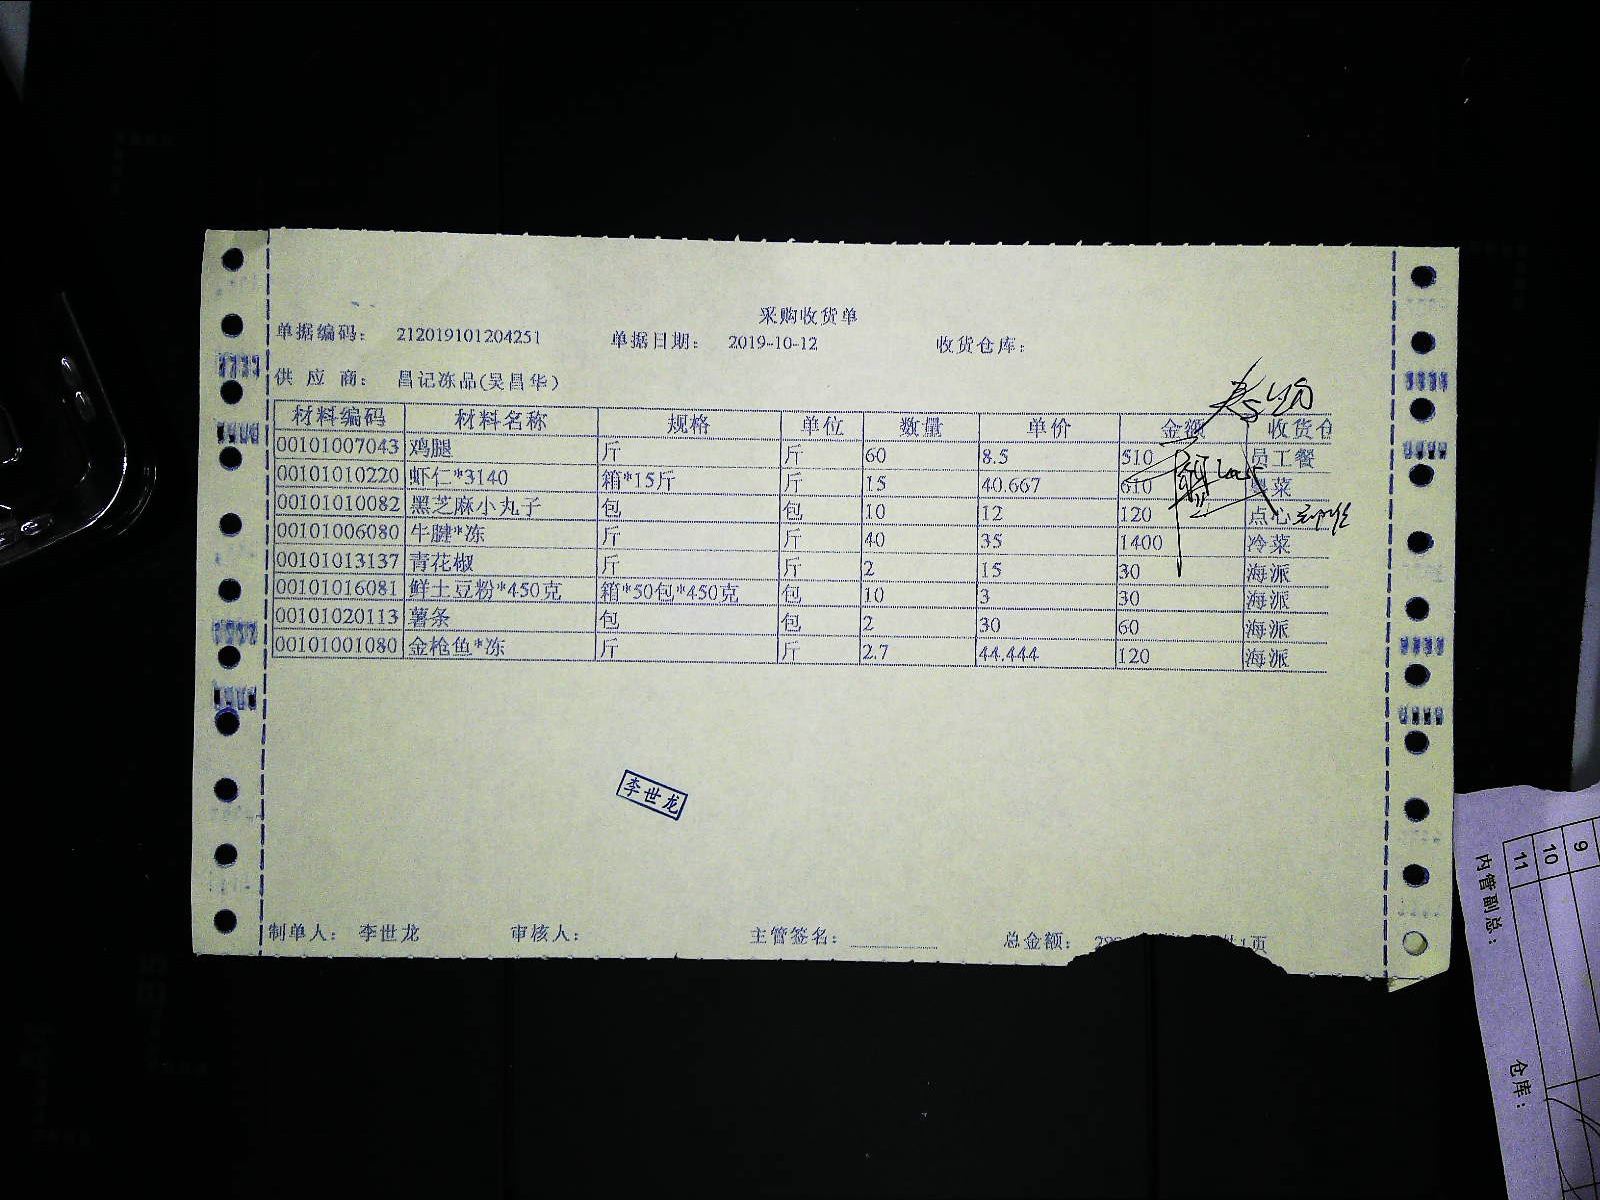 采购收货单
单据编码: 212019101204251 单据日期: 2019-10-12 收货仓库:
供应商: 昌记冻品(吴昌华)
材料编码 材料名称 规格 单位 数量 单价 金额 收货仓
00101007043 鸡腿 斤 斤 60 8.5 510 员工餐
00101010220 虾仁*3140 箱*15斤 斤 15 40.667 610 菜
00101010082 黑芝麻小丸子 包 包 10 12 120 点心
00101006080 牛腱*冻 斤 斤 40 35 1400 冷菜
00101013137 青花椒 斤 斤 2 15 30 海派
00101016081 鲜土豆粉*450克 箱*50包*450克 包 10 3 30 海派
00101020113 薯条 包 包 2 30 60 海派
00101001080 金枪鱼*冻 斤 斤 2.7 44.444 120 海派
李世龙
制单人: 李世龙 审核人: 主管签名: 总金额: 1页
9
10
11
内管副总:
仓库: